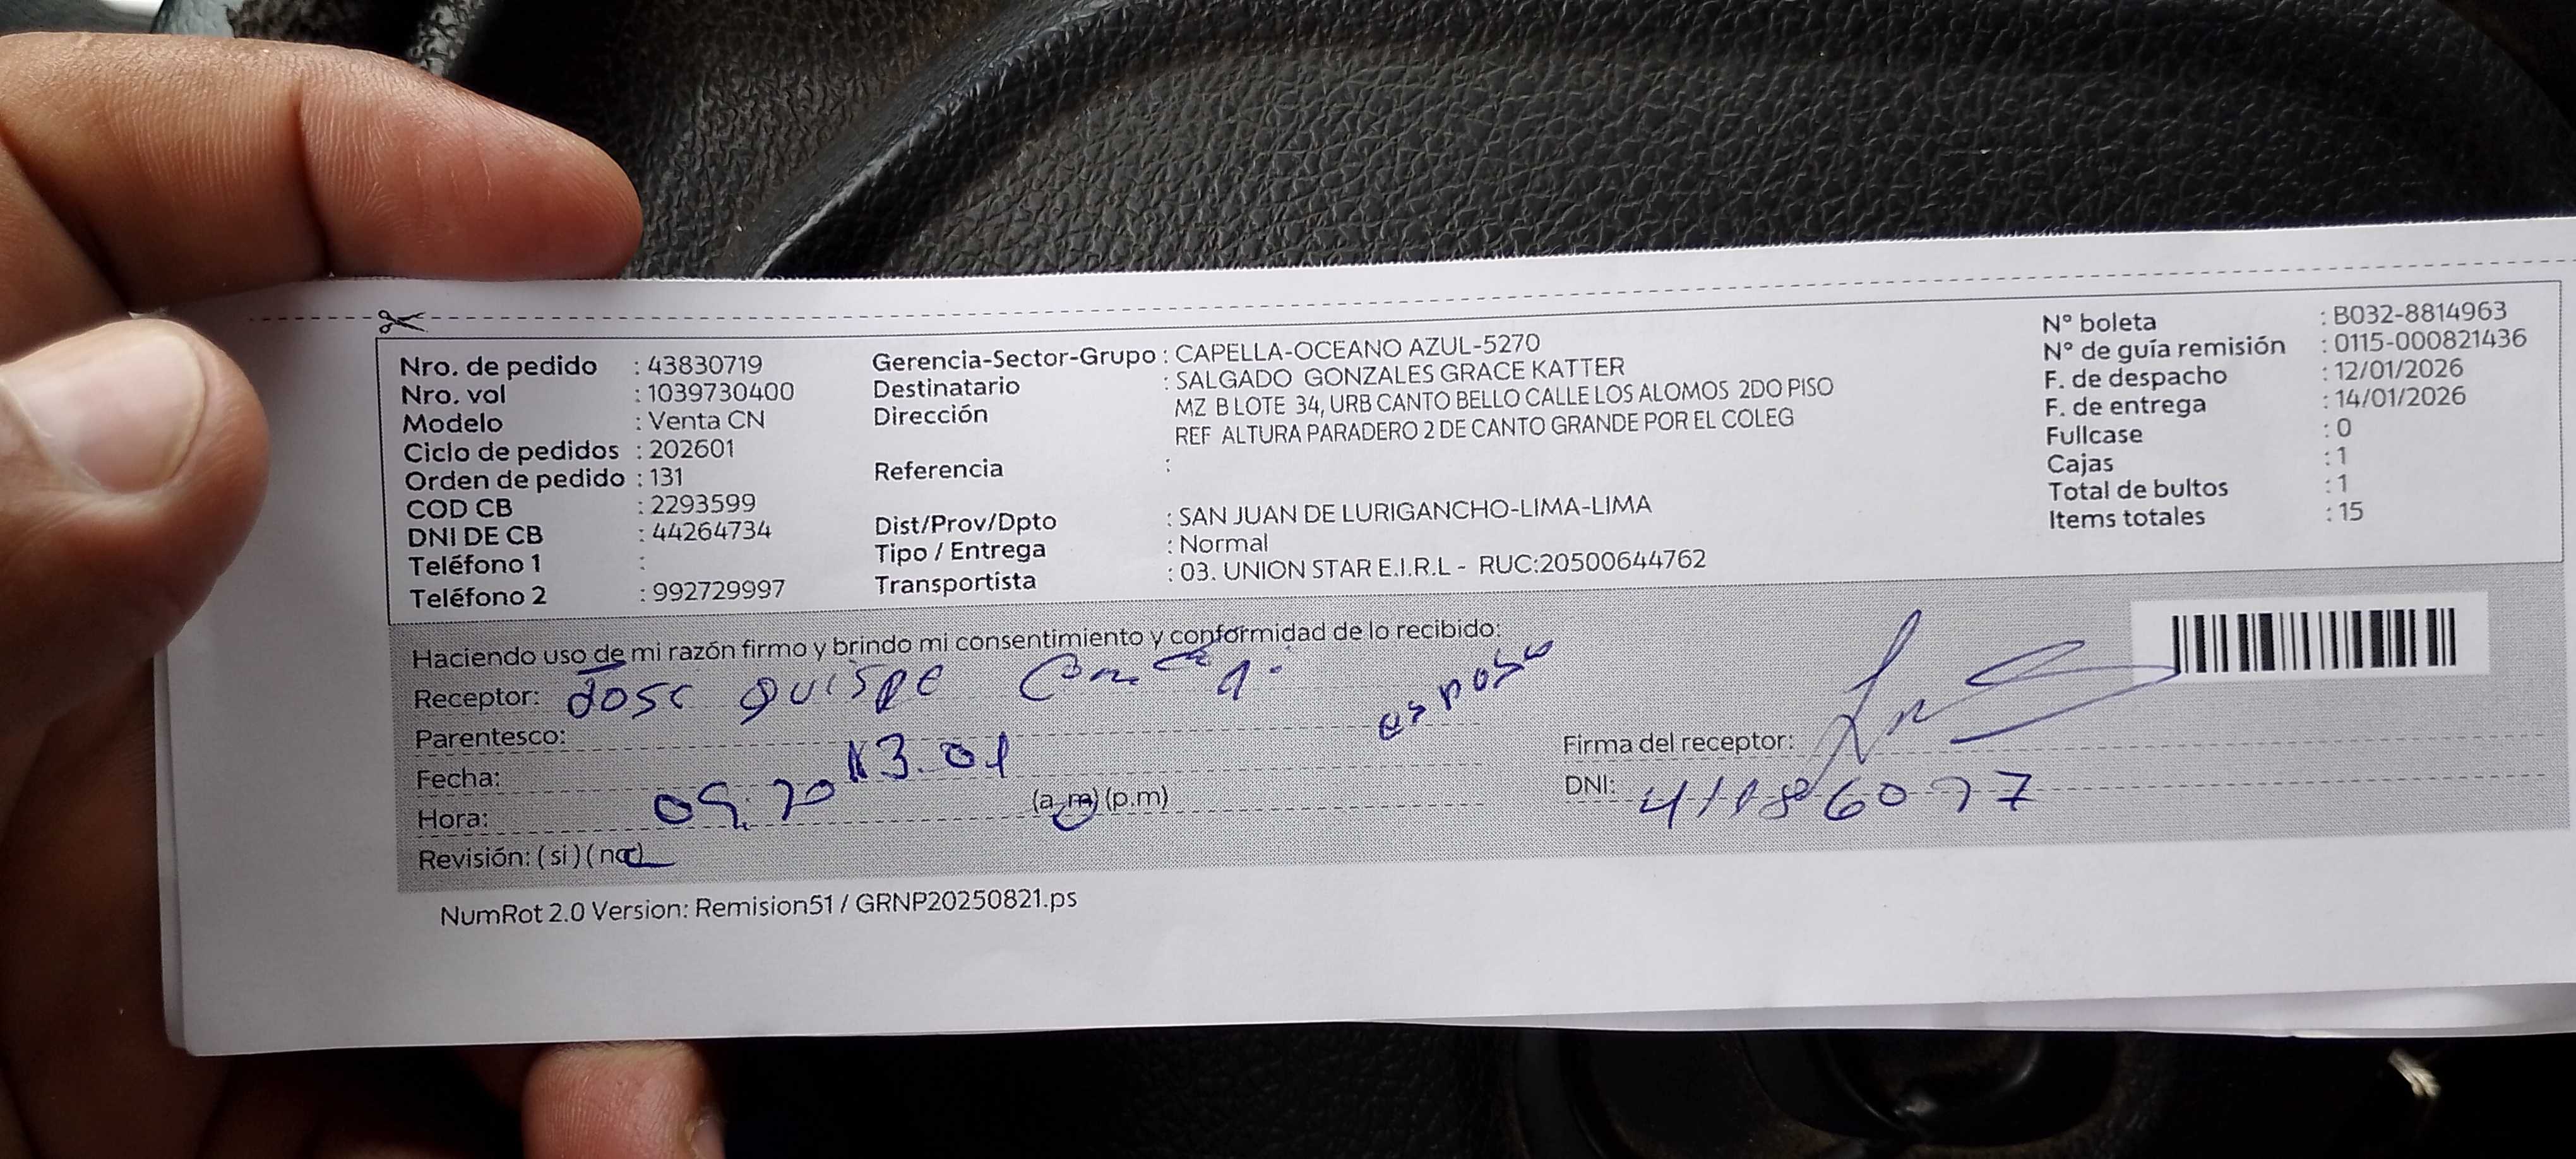 Nro. de pedido : 43830719
Nro. vol : 1039730400
Modelo : Venta CN
Ciclo de pedidos : 202601
Orden de pedido : 131
COD CB : 2293599
DNI DE CB : 44264734
Teléfono 1 :
Teléfono 2 : 992729997
Gerencia-Sector-Grupo : CAPELLA-OCEANO AZUL-5270
Destinatario : SALGADO GONZALES GRACE KATTER
Dirección MZ B LOTE 34, URB CANTO BELLO CALLE LOS ALOMOS 2DO PISO
REF ALTURA PARADERO 2 DE CANTO GRANDE POR EL COLEG
Referencia :
Dist/Prov/Dpto : SAN JUAN DE LURIGANCHO-LIMA-LIMA
Tipo / Entrega : Normal
Transportista : 03. UNION STAR E.I.R.L - RUC:20500644762
N° boleta : B032-8814963
N° de guía remisión : 0115-000821436
F. de despacho : 12/01/2026
F. de entrega : 14/01/2026
Fullcase : 0
Cajas : 1
Total de bultos : 1
Items totales : 15
Haciendo uso de mi razón firmo y brindo mi consentimiento y conformidad de lo recibido:
Receptor: Jose Quispe
Parentesco: esposo
Fecha: 13.01
Hora: 09:20 (a.m) (p.m)
Revisión: (si) (no)
Firma del receptor:
DNI:
NumRot 2.0 Version: Remision51 / GRNP20250821.ps